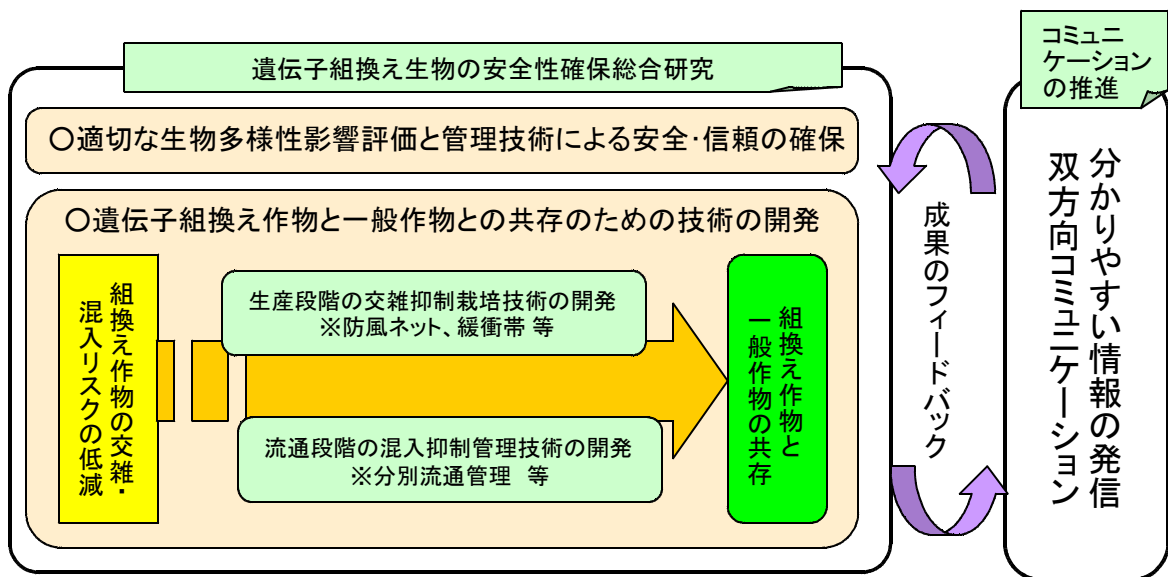 遺伝子組換え生物の安全性確保総合研究
〇適切な生物多様性影響評価と管理技術による安全・信頼の確保
〇遺伝子組換え作物と一般作物との共存のための技術の開発
組換え作物の交雑・
混入リスクの低減
生産段階の交雑抑制栽培技術の開発
※防風ネット、緩衝帯 等
流通段階の混入抑制管理技術の開発
※分別流通管理 等
組換え作物と
一般作物の共存
成果のフィードバック
コミュニ
ケーション
の推進
分かりやすい情報の発信
双方向コミュニケーション